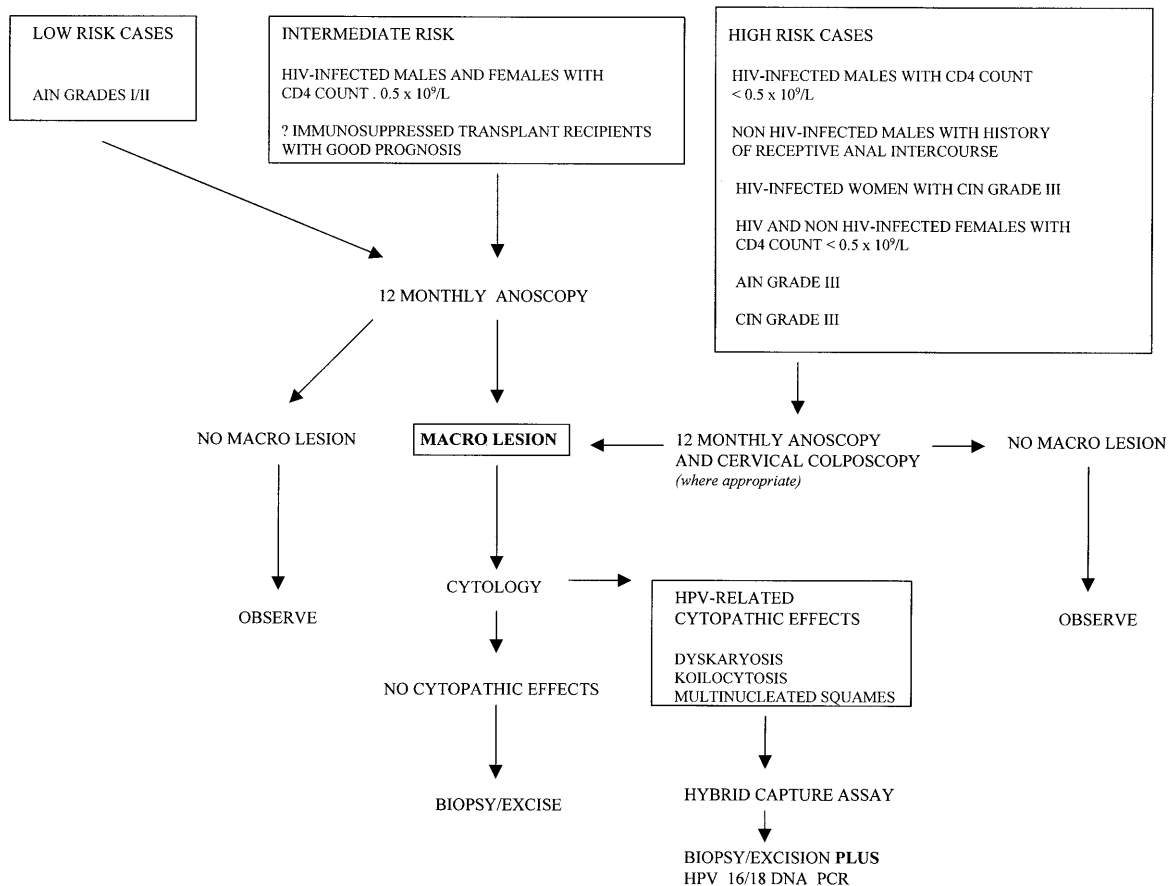 LOW RISK CASES
AIN GRADES I/II
INTERMEDIATE RISK
HIV-INFECTED MALES AND FEMALES WITH
CD4 COUNT . 0.5 x 10⁹/L
? IMMUNOSUPPRESSED TRANSPLANT RECIPIENTS
WITH GOOD PROGNOSIS
HIGH RISK CASES
HIV-INFECTED MALES WITH CD4 COUNT
< 0.5 x 10⁹/L
NON HIV-INFECTED MALES WITH HISTORY
OF RECEPTIVE ANAL INTERCOURSE
HIV-INFECTED WOMEN WITH CIN GRADE III
HIV AND NON HIV-INFECTED FEMALES WITH
CD4 COUNT < 0.5 x 10⁹/L
AIN GRADE III
CIN GRADE III
12 MONTHLY ANOSCOPY
NO MACRO LESION
MACRO LESION
12 MONTHLY ANOSCOPY
AND CERVICAL COLPOSCOPY
(where appropriate)
NO MACRO LESION
OBSERVE
CYTOLOGY
HPV-RELATED
CYTOPATHIC EFFECTS
DYSKARYOSIS
KOILOCYTOSIS
MULTINUCLEATED SQUAMES
OBSERVE
NO CYTOPATHIC EFFECTS
BIOPSY/EXCISE
HYBRID CAPTURE ASSAY
BIOPSY/EXCISION PLUS
HPV 16/18 DNA PCR